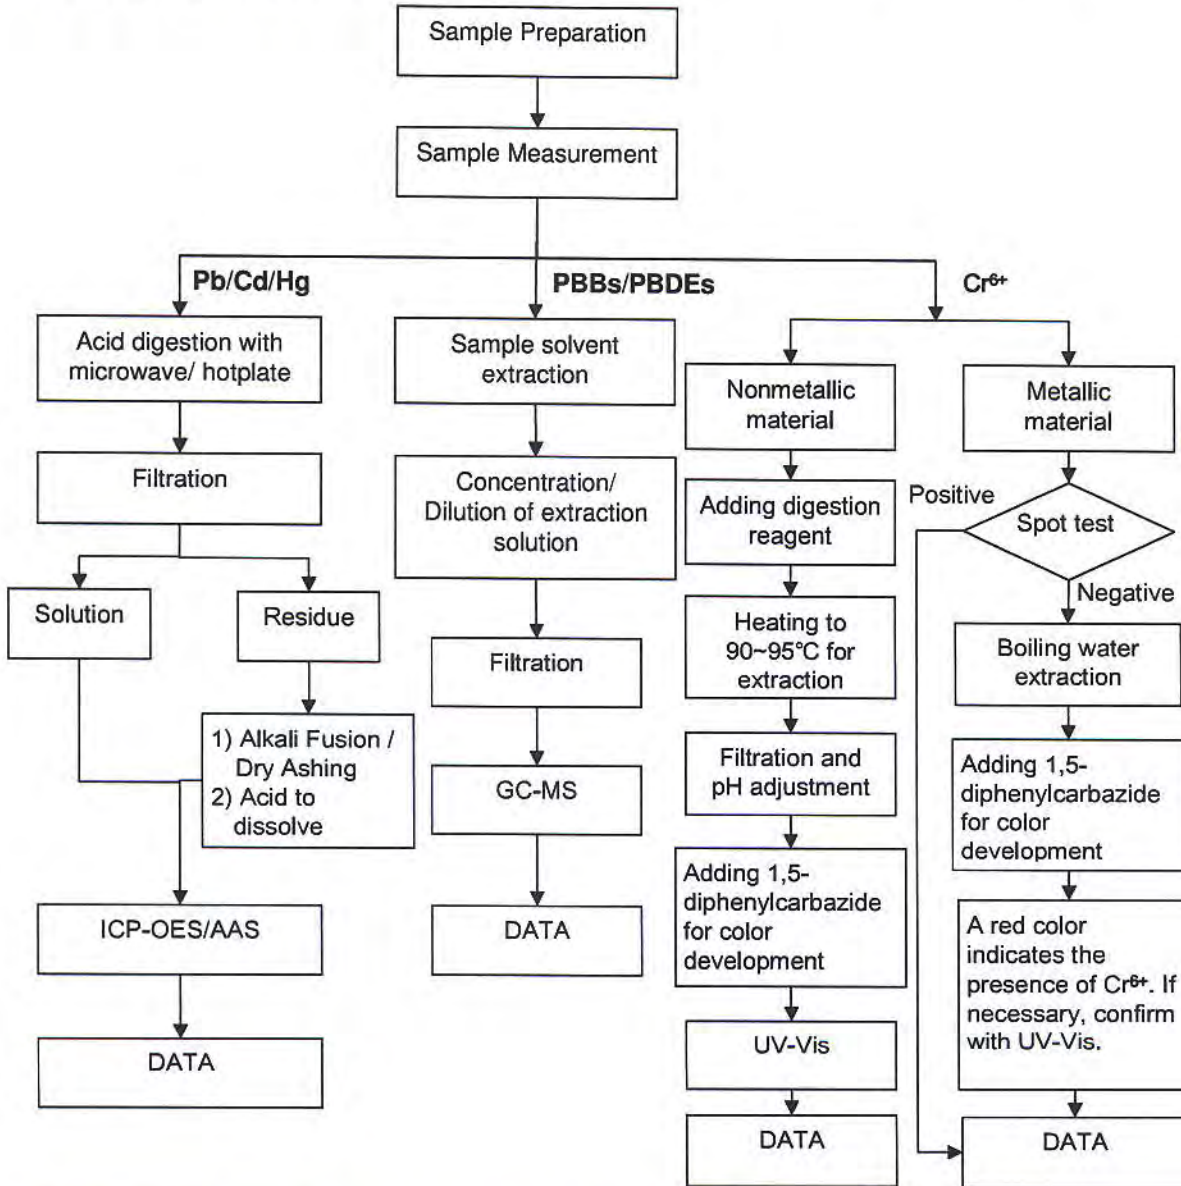 Sample Preparation
Sample Measurement
Pb/Cd/Hg
PBBs/PBDEs
Cr⁶⁺
Acid digestion with
microwave/ hotplate
Filtration
Solution
Residue
1) Alkali Fusion /
Dry Ashing
2) Acid to
dissolve
ICP-OES/AAS
DATA
Sample solvent
extraction
Concentration/
Dilution of extraction
solution
Filtration
GC-MS
DATA
Nonmetallic
material
Adding digestion
reagent
Heating to
90~95°C for
extraction
Filtration and
pH adjustment
Adding 1,5-
diphenylcarbazide
for color
development
UV-Vis
DATA
Metallic
material
Positive
Spot test
Negative
Boiling water
extraction
Adding 1,5-
diphenylcarbazide
for color
development
A red color
indicates the
presence of Cr⁶⁺. If
necessary, confirm
with UV-Vis.
DATA